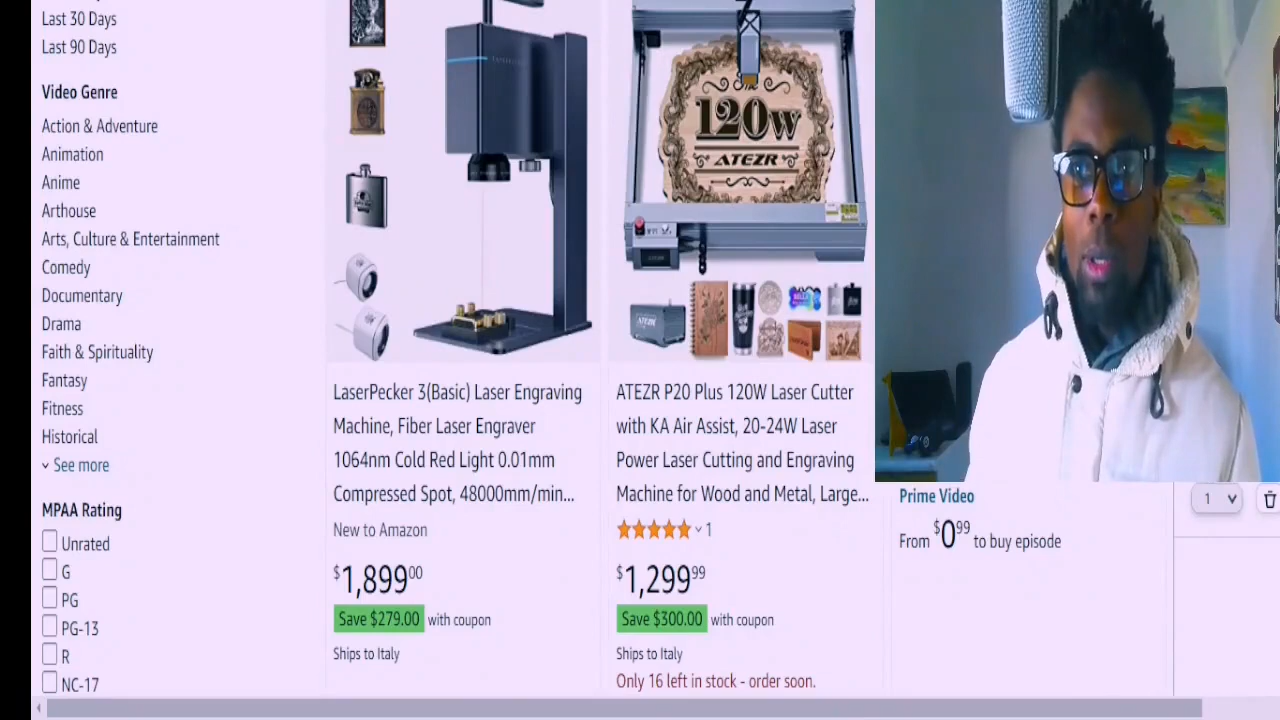 Last 30 Days
Last 90 Days
Video Genre
Action & Adventure
Animation
Anime
Arthouse
Arts, Culture & Entertainment
Comedy
Documentary
Drama
Faith & Spirituality
Fantasy
Fitness
Historical
See more
MPAA Rating
Unrated
G
PG
PG-13
R
NC-17
120w
ATEZR
LaserPecker 3(Basic) Laser Engraving
Machine, Fiber Laser Engraver
1064nm Cold Red Light 0.01mm
Compressed Spot, 48000mm/min...
New to Amazon
$1,89900
Save $279.00 with coupon
Ships to Italy
ATEZR P20 Plus 120W Laser Cutter
with KA Air Assist, 20-24W Laser
Power Laser Cutting and Engraving
Machine for Wood and Metal, Large...
1
$1,29999
Save $300.00 with coupon
Ships to Italy
Only 16 left in stock - order soon.
Prime Video
From $099 to buy episode
1